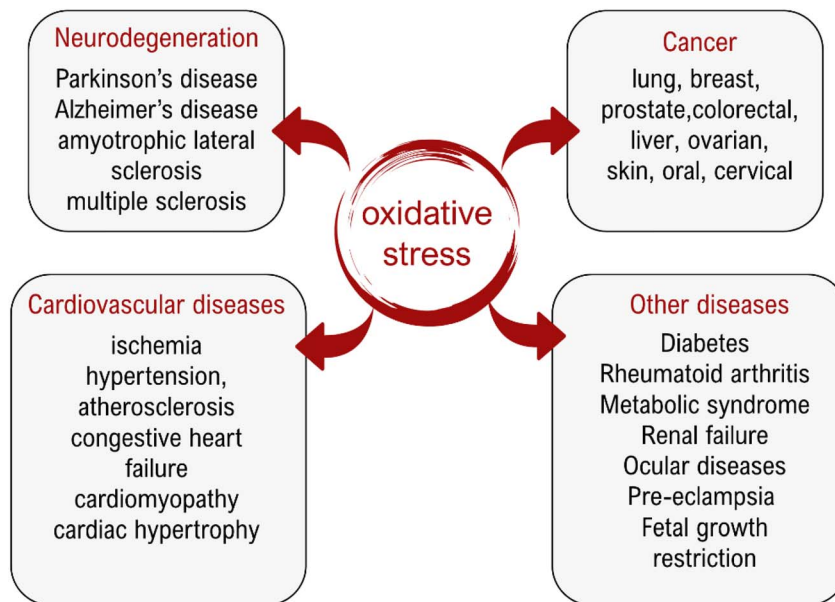 Neurodegeneration
Parkinson's disease
Alzheimer's disease
amyotrophic lateral
sclerosis
multiple sclerosis
Cancer
lung, breast,
prostate,colorectal,
liver, ovarian,
skin, oral, cervical
oxidative
stress
Cardiovascular diseases
ischemia
hypertension,
atherosclerosis
congestive heart
failure
cardiomyopathy
cardiac hypertrophy
Other diseases
Diabetes
Rheumatoid arthritis
Metabolic syndrome
Renal failure
Ocular diseases
Pre-eclampsia
Fetal growth
restriction